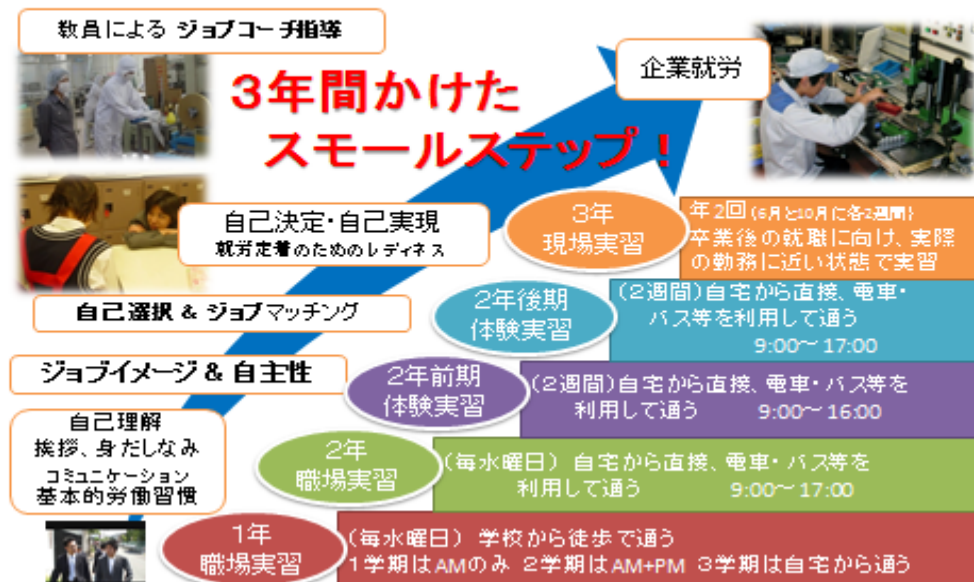 教員による ジョブコーチ指導
3年間かけた
スモールステップ!
企業就労
自己決定・自己実現
就労定着のためのレディネス
3年
現場実習
年2回(6月と10月に各2週間)
卒業後の就職に向け、実際
の勤務に近い状態で実習
自己選択 & ジョブマッチング
2年後期
体験実習
(2週間)自宅から直接、電車・
バス等を利用して通う
9:00~17:00
ジョブイメージ & 自主性
2年前期
体験実習
(2週間)自宅から直接、電車・バス等を
利用して通う 9:00~16:00
自己理解
挨拶、身だしなみ
コミュニケーション
基本的労働習慣
2年
職場実習
(毎水曜日) 自宅から直接、電車・バス等を
利用して通う 9:00~17:00
1年
職場実習
(毎水曜日) 学校から徒歩で通う
1学期はAMのみ 2学期はAM+PM 3学期は自宅から通う